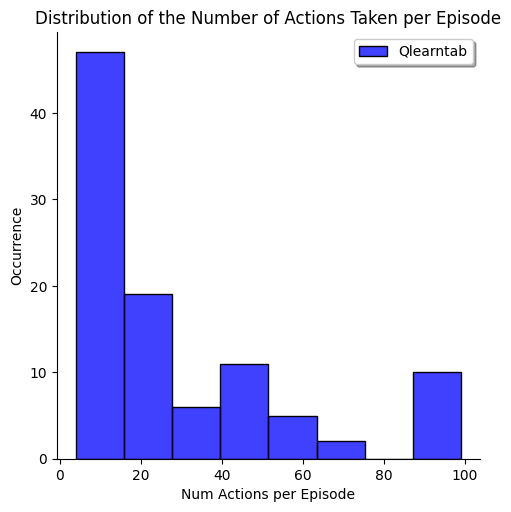 Distribution of the Number of Actions Taken per Episode
Qlearntab
40
30
20
10
0
Occurrence
0 20 40 60 80 100
Num Actions per Episode